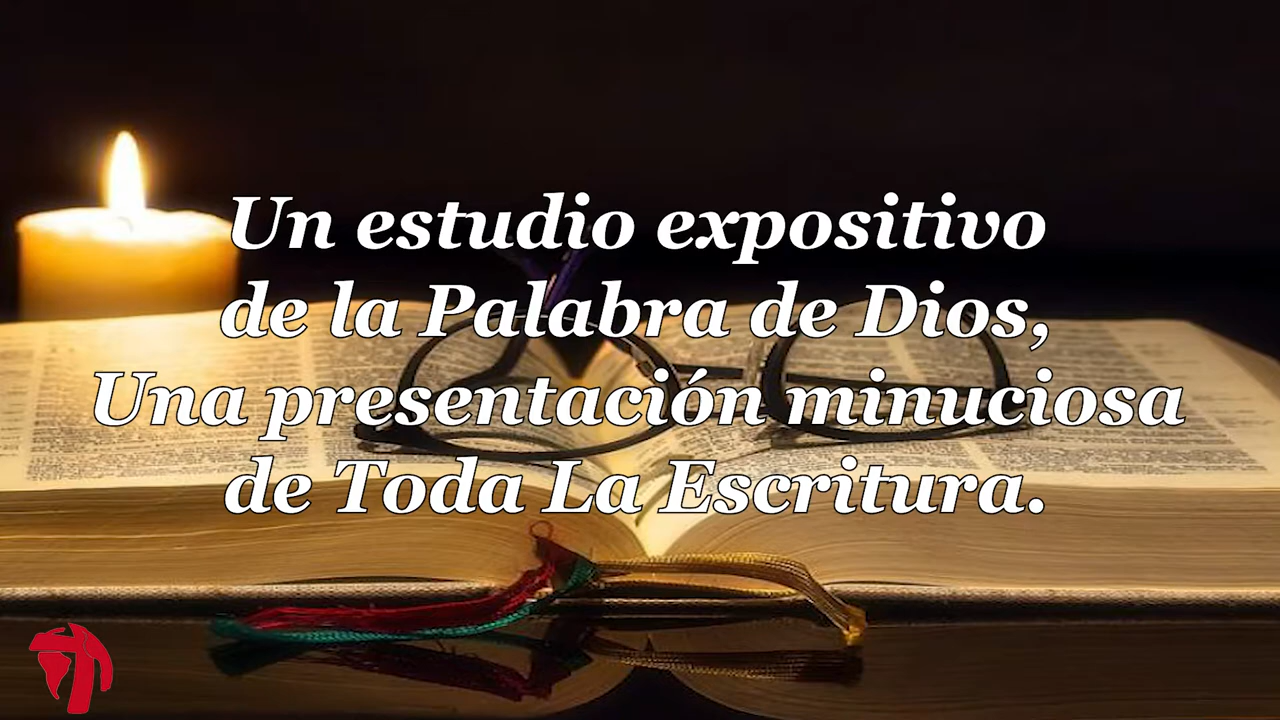 Un estudio expositivo
de la Palabra de Dios,
Una presentación minuciosa
de Toda La Escritura.